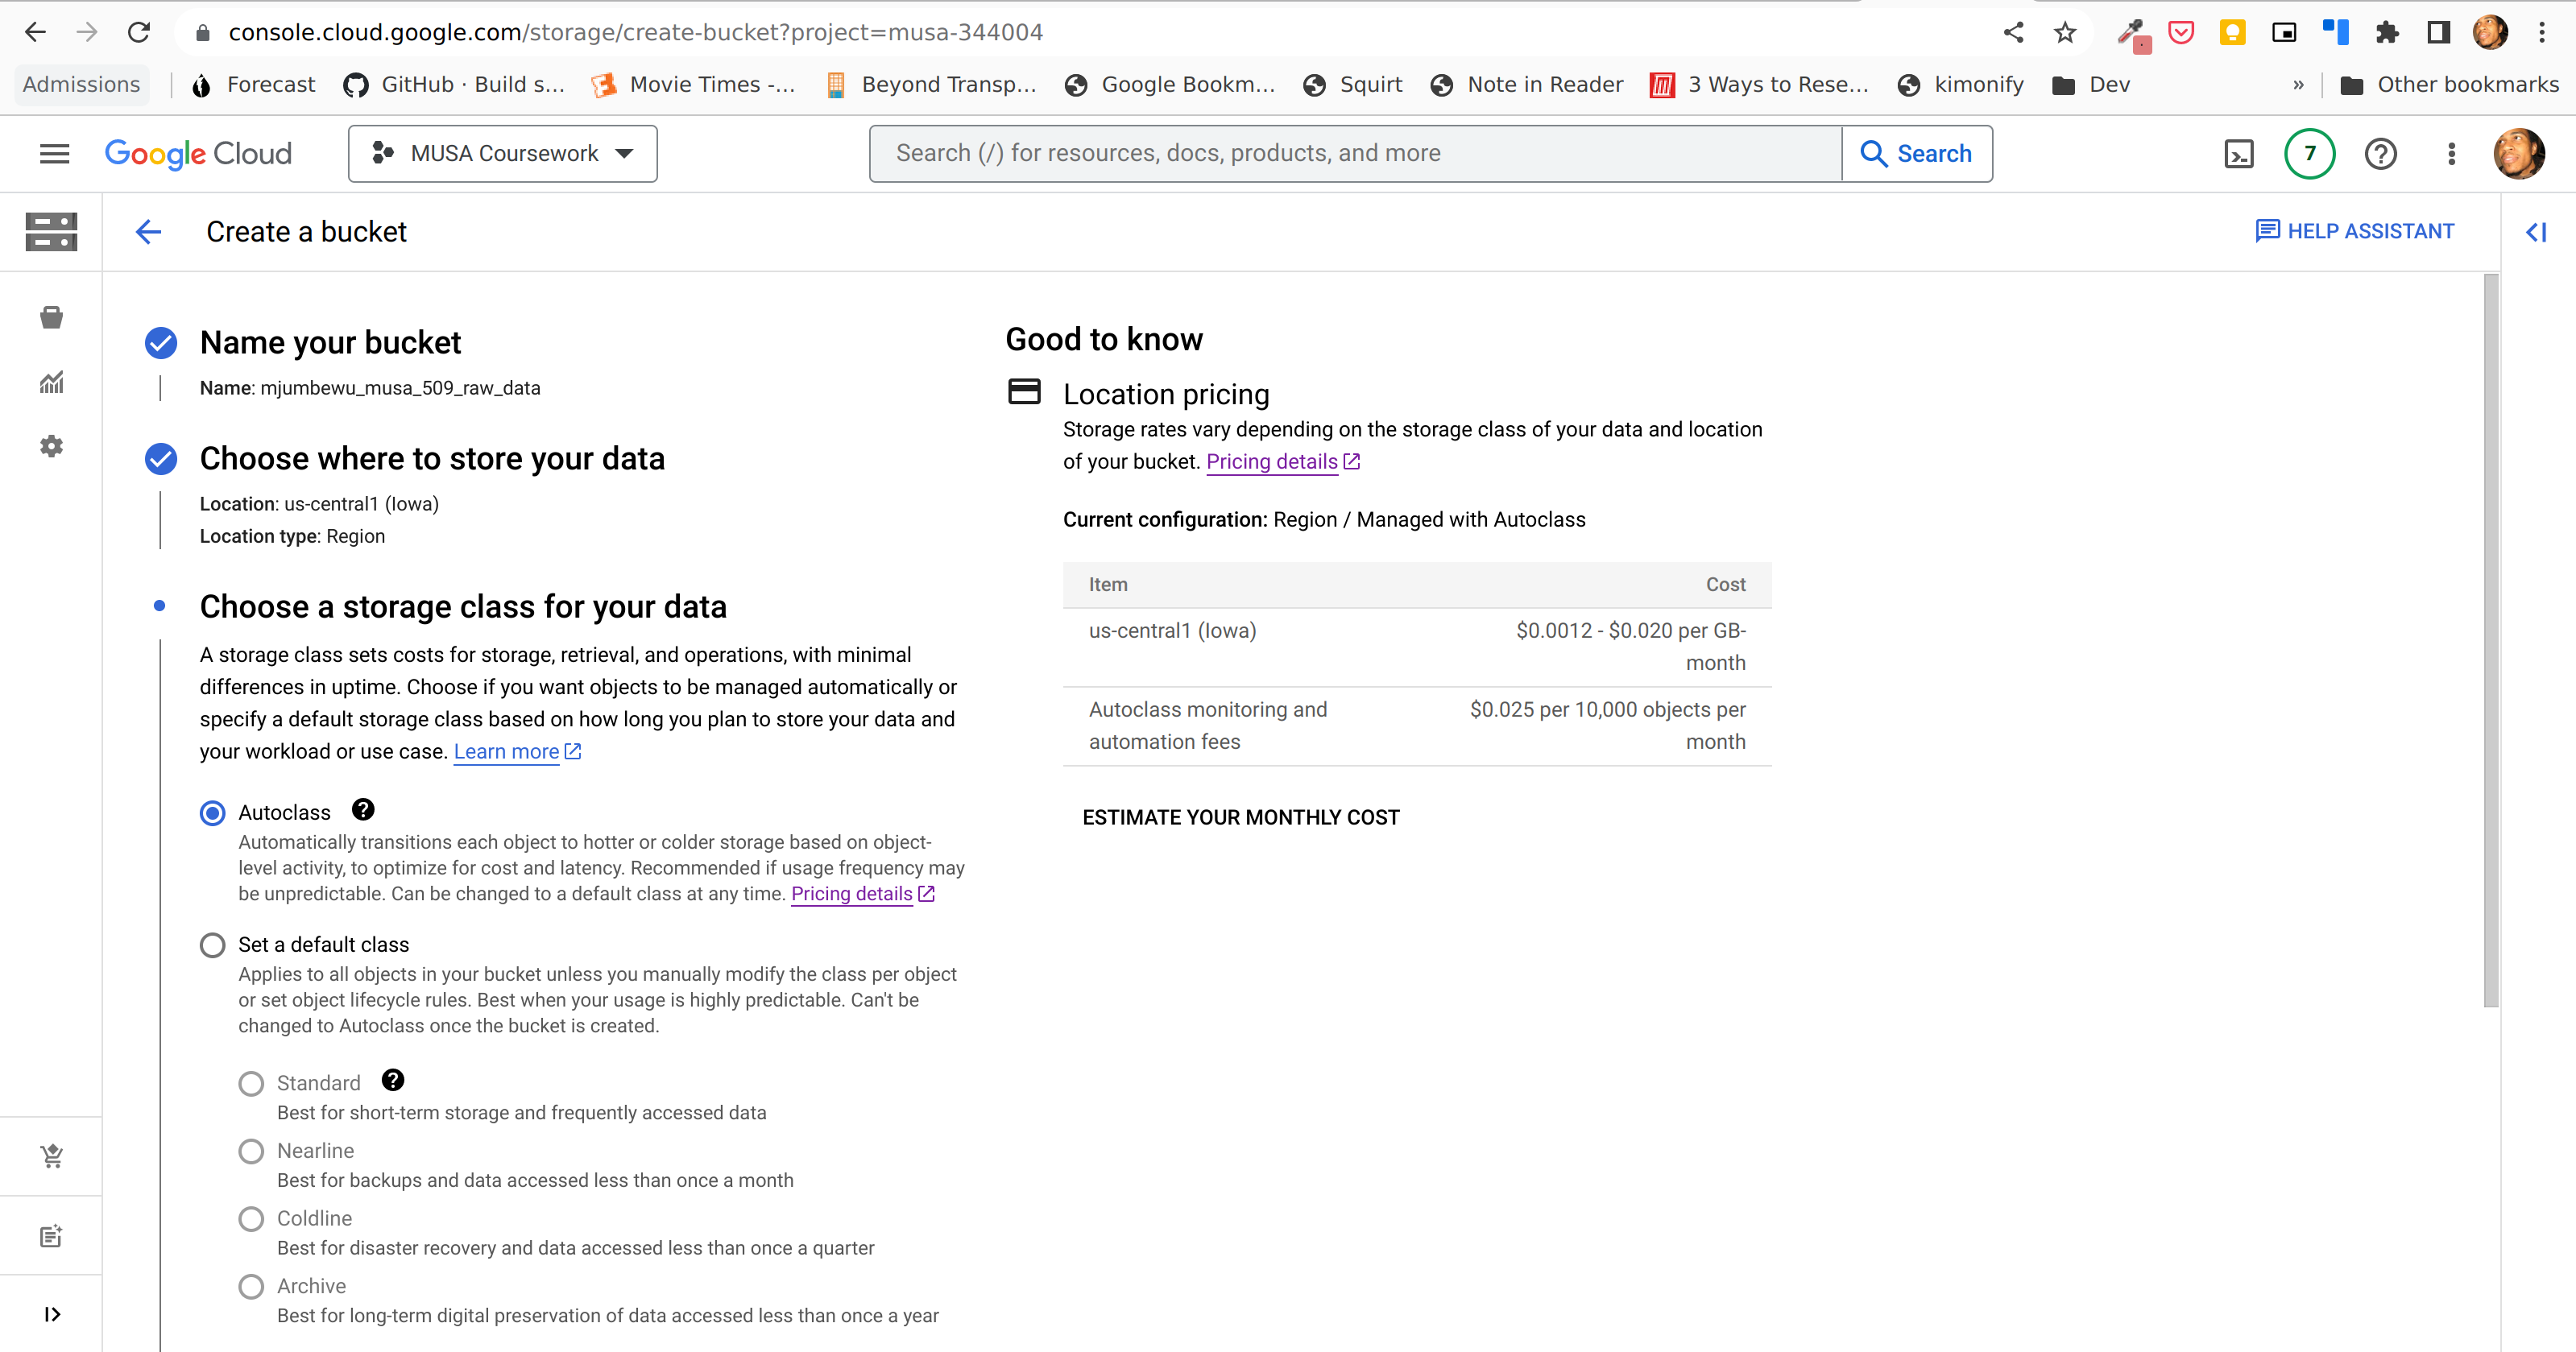 console.cloud.google.com/storage/create-bucket?project=musa-344004
Admissions
Forecast
GitHub · Build s...
Movie Times -...
Beyond Transp...
Google Bookm...
Squirt
Note in Reader
3 Ways to Rese...
kimonify
Dev
»
Other bookmarks
Google Cloud
MUSA Coursework
Search (/) for resources, docs, products, and more
Search
7
Create a bucket
HELP ASSISTANT
Name your bucket
Name: mjumbewu_musa_509_raw_data
Choose where to store your data
Location: us-central1 (Iowa)
Location type: Region
Choose a storage class for your data
A storage class sets costs for storage, retrieval, and operations, with minimal
differences in uptime. Choose if you want objects to be managed automatically or
specify a default storage class based on how long you plan to store your data and
your workload or use case. Learn more
Autoclass
Automatically transitions each object to hotter or colder storage based on object-
level activity, to optimize for cost and latency. Recommended if usage frequency may
be unpredictable. Can be changed to a default class at any time. Pricing details
Set a default class
Applies to all objects in your bucket unless you manually modify the class per object
or set object lifecycle rules. Best when your usage is highly predictable. Can't be
changed to Autoclass once the bucket is created.
Standard
Best for short-term storage and frequently accessed data
Nearline
Best for backups and data accessed less than once a month
Coldline
Best for disaster recovery and data accessed less than once a quarter
Archive
Best for long-term digital preservation of data accessed less than once a year
Good to know
Location pricing
Storage rates vary depending on the storage class of your data and location
of your bucket. Pricing details
Current configuration: Region / Managed with Autoclass
Item Cost
us-central1 (Iowa) $0.0012 - $0.020 per GB-
month
Autoclass monitoring and $0.025 per 10,000 objects per
automation fees month
ESTIMATE YOUR MONTHLY COST